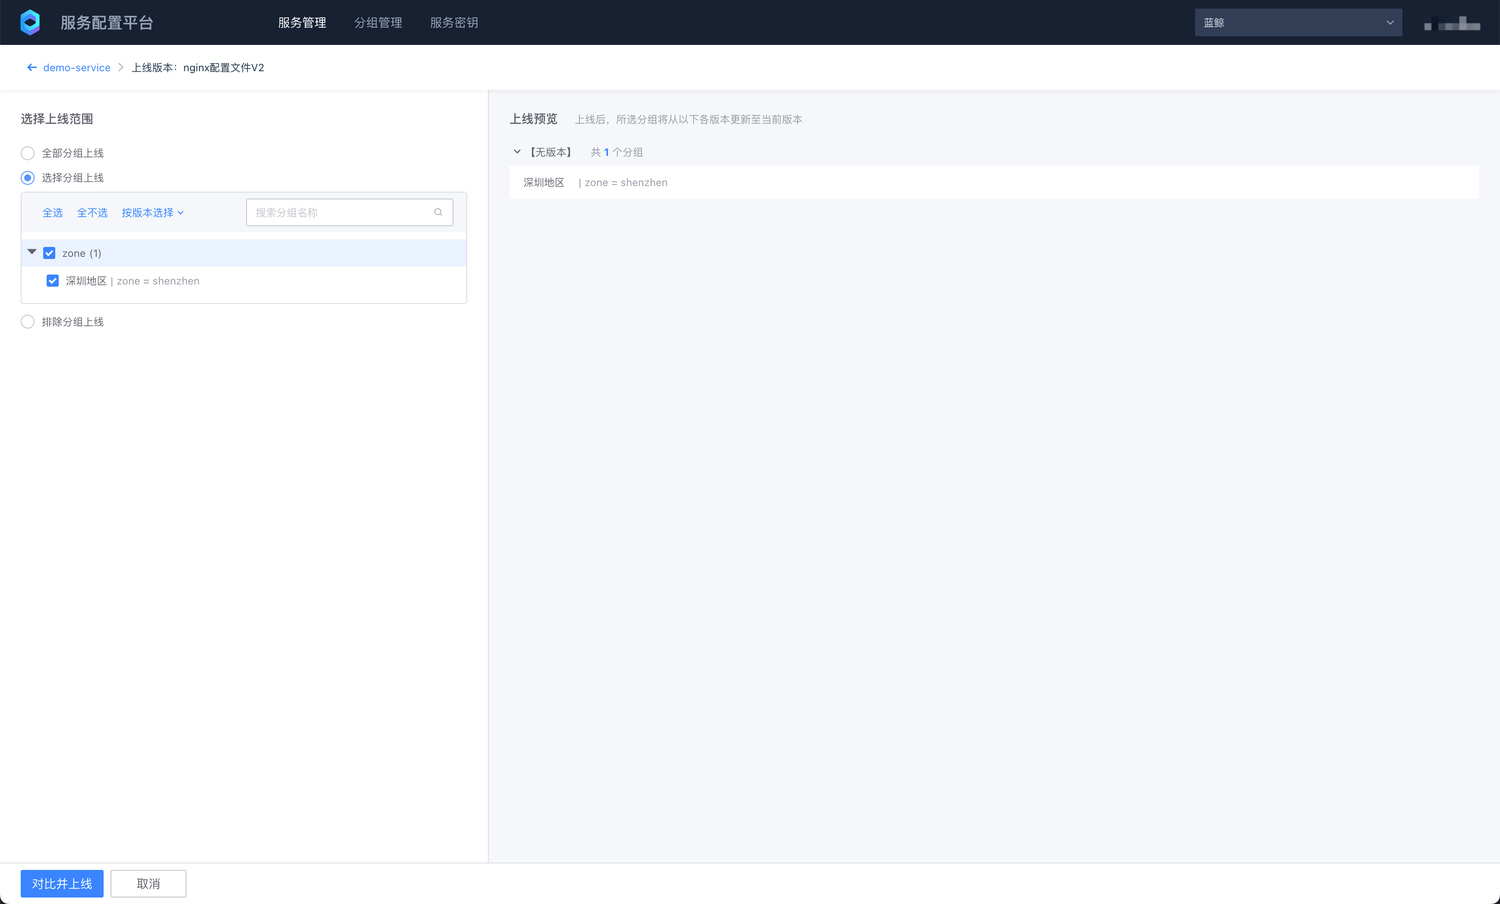 服务配置平台 服务管理 分组管理 服务密钥 蓝鲸
demo-service 上线版本：nginx配置文件V2
选择上线范围
全部分组上线
选择分组上线
全选 全不选 按版本选择 搜索分组名称
zone (1)
深圳地区 | zone = shenzhen
排除分组上线
上线预览 上线后，所选分组将从以下各版本更新至当前版本
【无版本】 共 1 个分组
深圳地区 | zone = shenzhen
对比并上线 取消